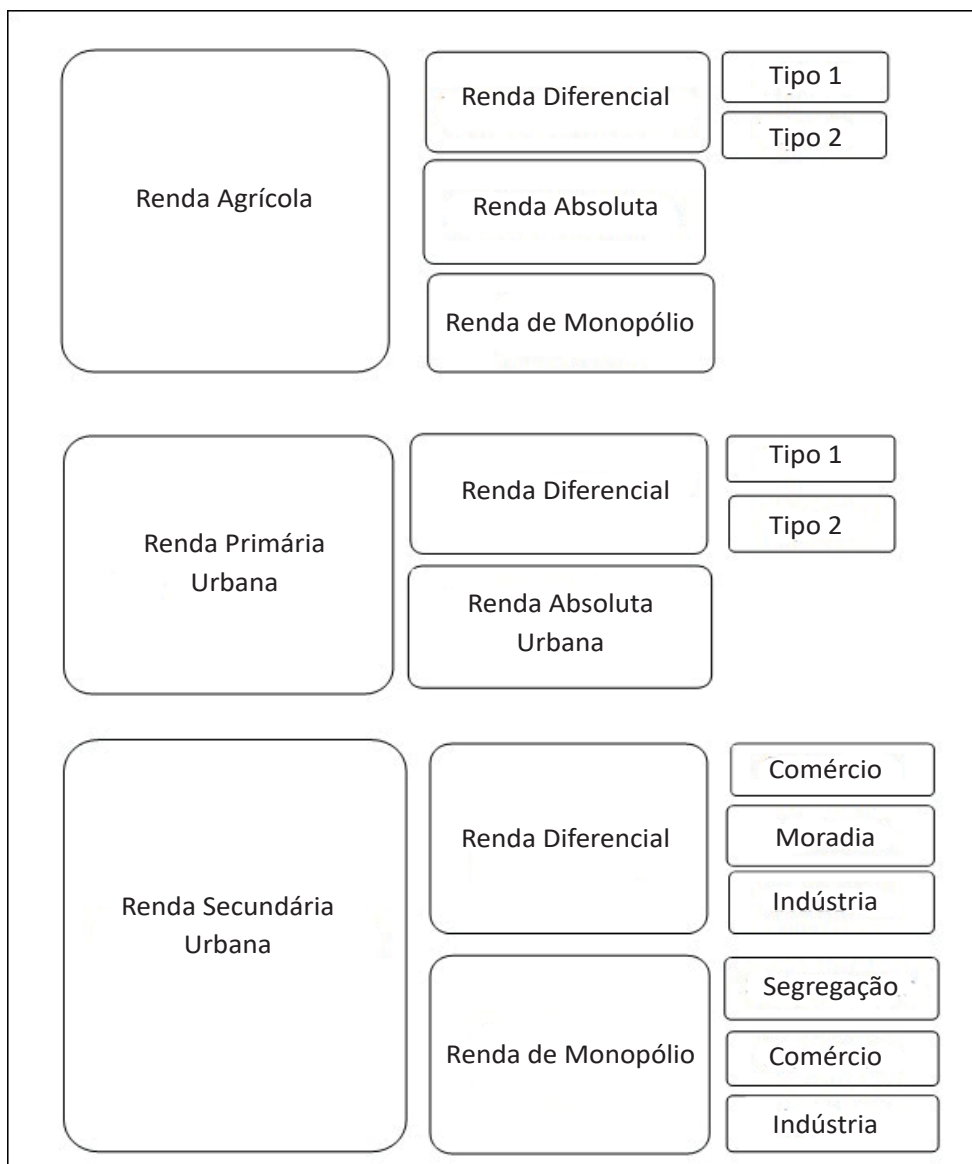 Renda Agrícola
Renda Diferencial
Tipo 1
Tipo 2
Renda Absoluta
Renda de Monopólio
Renda Primária
Urbana
Renda Diferencial
Tipo 1
Tipo 2
Renda Absoluta
Urbana
Renda Secundária
Urbana
Renda Diferencial
Comércio
Moradia
Indústria
Renda de Monopólio
Segregação
Comércio
Indústria